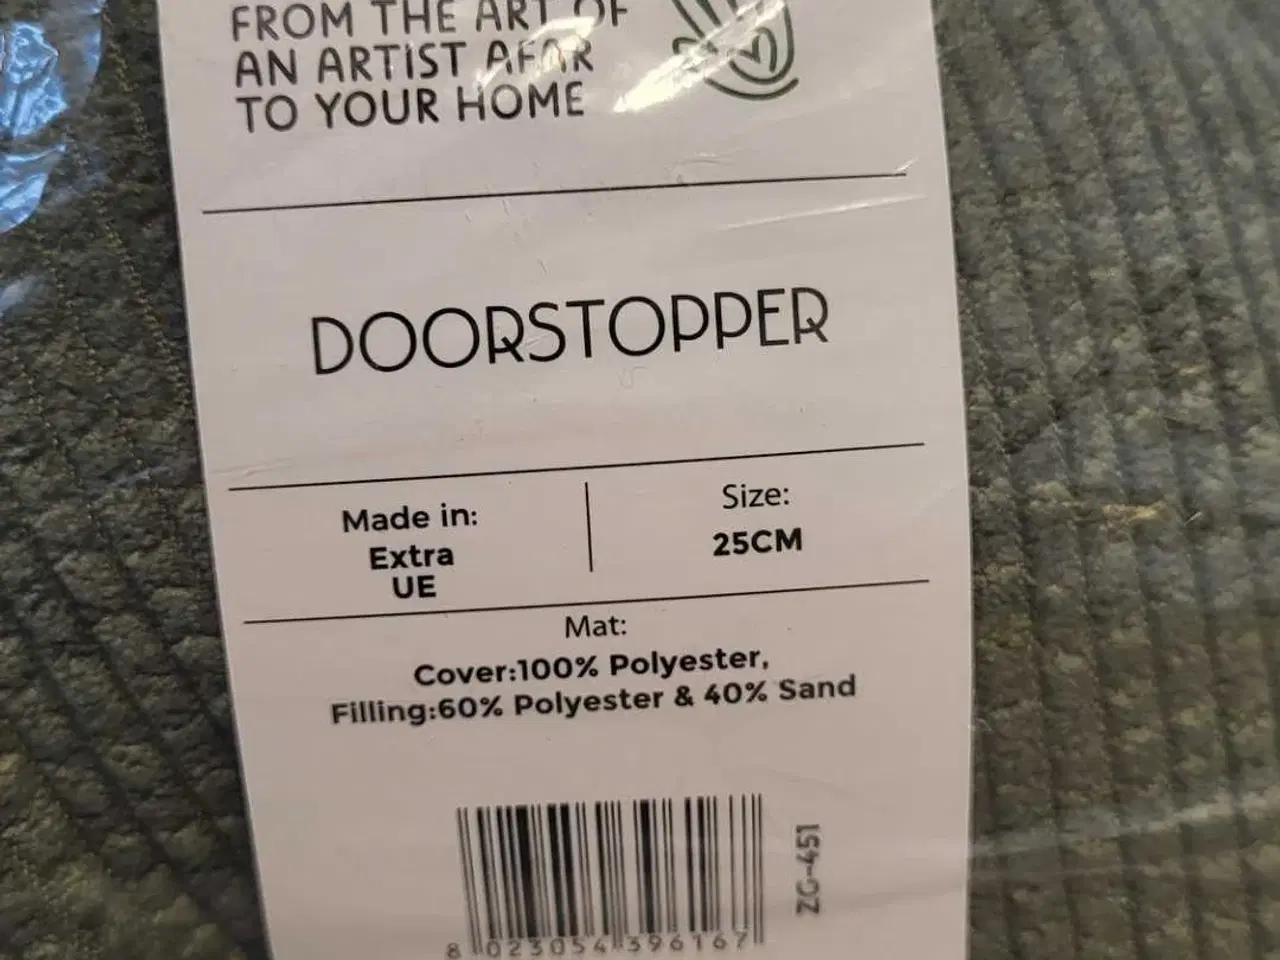 FROM THE ART OF
AN ARTIST AFAR
TO YOUR HOME
DOORSTOPPER
Made in:
Extra
UE
Size:
25CM
Mat:
Cover:100% Polyester,
Filling:60% Polyester & 40% Sand
ZG-451
8 023054 396167